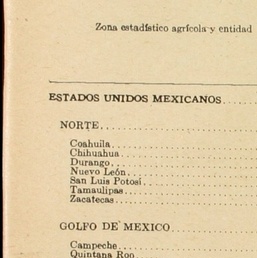 Zona estadístico agrícola y entidad
ESTADOS UNIDOS MEXICANOS
NORTE
Coahuila
Chihuahua
Durango
Nuevo León
San Luis Potosí
Tamaulipas
Zacatecas
GOLFO DE MEXICO
Campeche
Quintana Roo